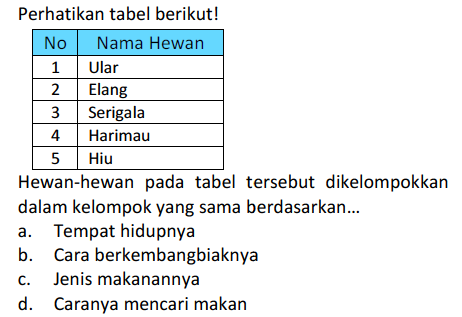 Perhatikan tabel berikut!
No Nama Hewan
1 Ular
2 Elang
3 Serigala
4 Harimau
5 Hiu
Hewan-hewan pada tabel tersebut dikelompokkan
dalam kelompok yang sama berdasarkan...
a. Tempat hidupnya
b. Cara berkembangbiaknya
c. Jenis makanannya
d. Caranya mencari makan